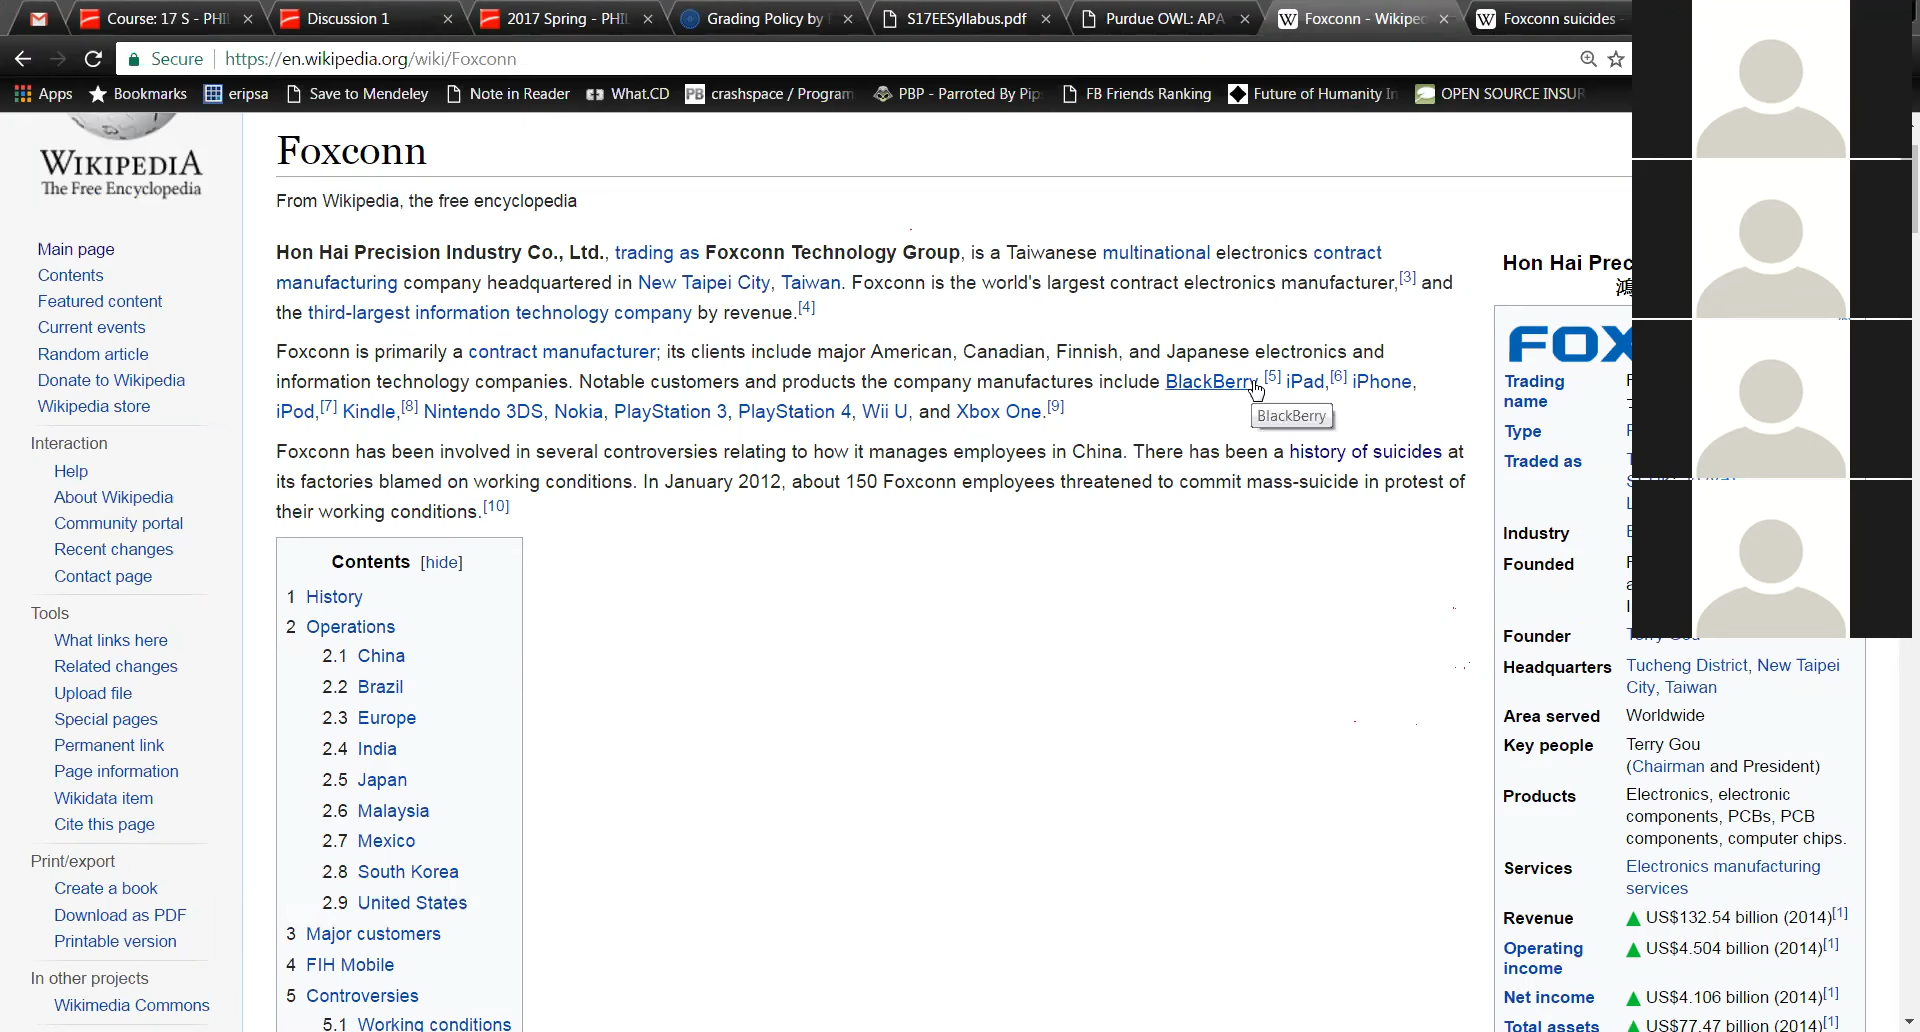 Course: 17 S - PHIL
Discussion 1
2017 Spring - PHIL
Grading Policy by
S17EESyllabus.pdf
Purdue OWL: APA
Foxconn - Wikipe
Foxconn suicides -
Secure
https://en.wikipedia.org/wiki/Foxconn
Apps
Bookmarks
eripsa
Save to Mendeley
Note in Reader
What.CD
PB crashspace / Program
PBP - Parroted By Pip
FB Friends Ranking
Future of Humanity In
OPEN SOURCE INSUR
WIKIPEDIA
The Free Encyclopedia
Main page
Contents
Featured content
Current events
Random article
Donate to Wikipedia
Wikipedia store
Interaction
Help
About Wikipedia
Community portal
Recent changes
Contact page
Tools
What links here
Related changes
Upload file
Special pages
Permanent link
Page information
Wikidata item
Cite this page
Print/export
Create a book
Download as PDF
Printable version
In other projects
Wikimedia Commons
Foxconn
From Wikipedia, the free encyclopedia
Hon Hai Precision Industry Co., Ltd., trading as Foxconn Technology Group, is a Taiwanese multinational electronics contract
manufacturing company headquartered in New Taipei City, Taiwan. Foxconn is the world's largest contract electronics manufacturer,[3] and
the third-largest information technology company by revenue.[4]
Foxconn is primarily a contract manufacturer; its clients include major American, Canadian, Finnish, and Japanese electronics and
information technology companies. Notable customers and products the company manufactures include BlackBerry,[5] iPad,[6] iPhone,
iPod,[7] Kindle,[8] Nintendo 3DS, Nokia, PlayStation 3, PlayStation 4, Wii U, and Xbox One.[9]
BlackBerry
Foxconn has been involved in several controversies relating to how it manages employees in China. There has been a history of suicides at
its factories blamed on working conditions. In January 2012, about 150 Foxconn employees threatened to commit mass-suicide in protest of
their working conditions.[10]
Contents [hide]
1 History
2 Operations
2.1 China
2.2 Brazil
2.3 Europe
2.4 India
2.5 Japan
2.6 Malaysia
2.7 Mexico
2.8 South Korea
2.9 United States
3 Major customers
4 FIH Mobile
5 Controversies
5.1 Working conditions
Hon Hai Prec
鴻
FOX
Trading
name
Type
Traded as
Industry
Founded
Founder Terry Gou
Headquarters Tucheng District, New Taipei
City, Taiwan
Area served Worldwide
Key people Terry Gou
(Chairman and President)
Products Electronics, electronic
components, PCBs, PCB
components, computer chips.
Services Electronics manufacturing
services
Revenue ▲ US$132.54 billion (2014)[1]
Operating ▲ US$4.504 billion (2014)[1]
income
Net income ▲ US$4.106 billion (2014)[1]
Total assets ▲ US$77.47 billion (2014)[1]